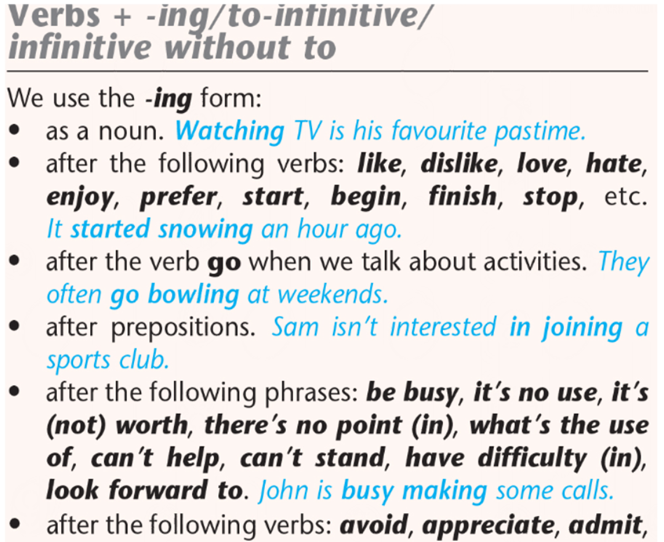 Verbs + -ing/to-infinitive/
infinitive without to
We use the -ing form:
• as a noun. Watching TV is his favourite pastime.
• after the following verbs: like, dislike, love, hate,
enjoy, prefer, start, begin, finish, stop, etc.
It started snowing an hour ago.
• after the verb go when we talk about activities. They
often go bowling at weekends.
• after prepositions. Sam isn't interested in joining a
sports club.
• after the following phrases: be busy, it's no use, it's
(not) worth, there's no point (in), what's the use
of, can't help, can't stand, have difficulty (in),
look forward to. John is busy making some calls.
• after the following verbs: avoid, appreciate, admit,